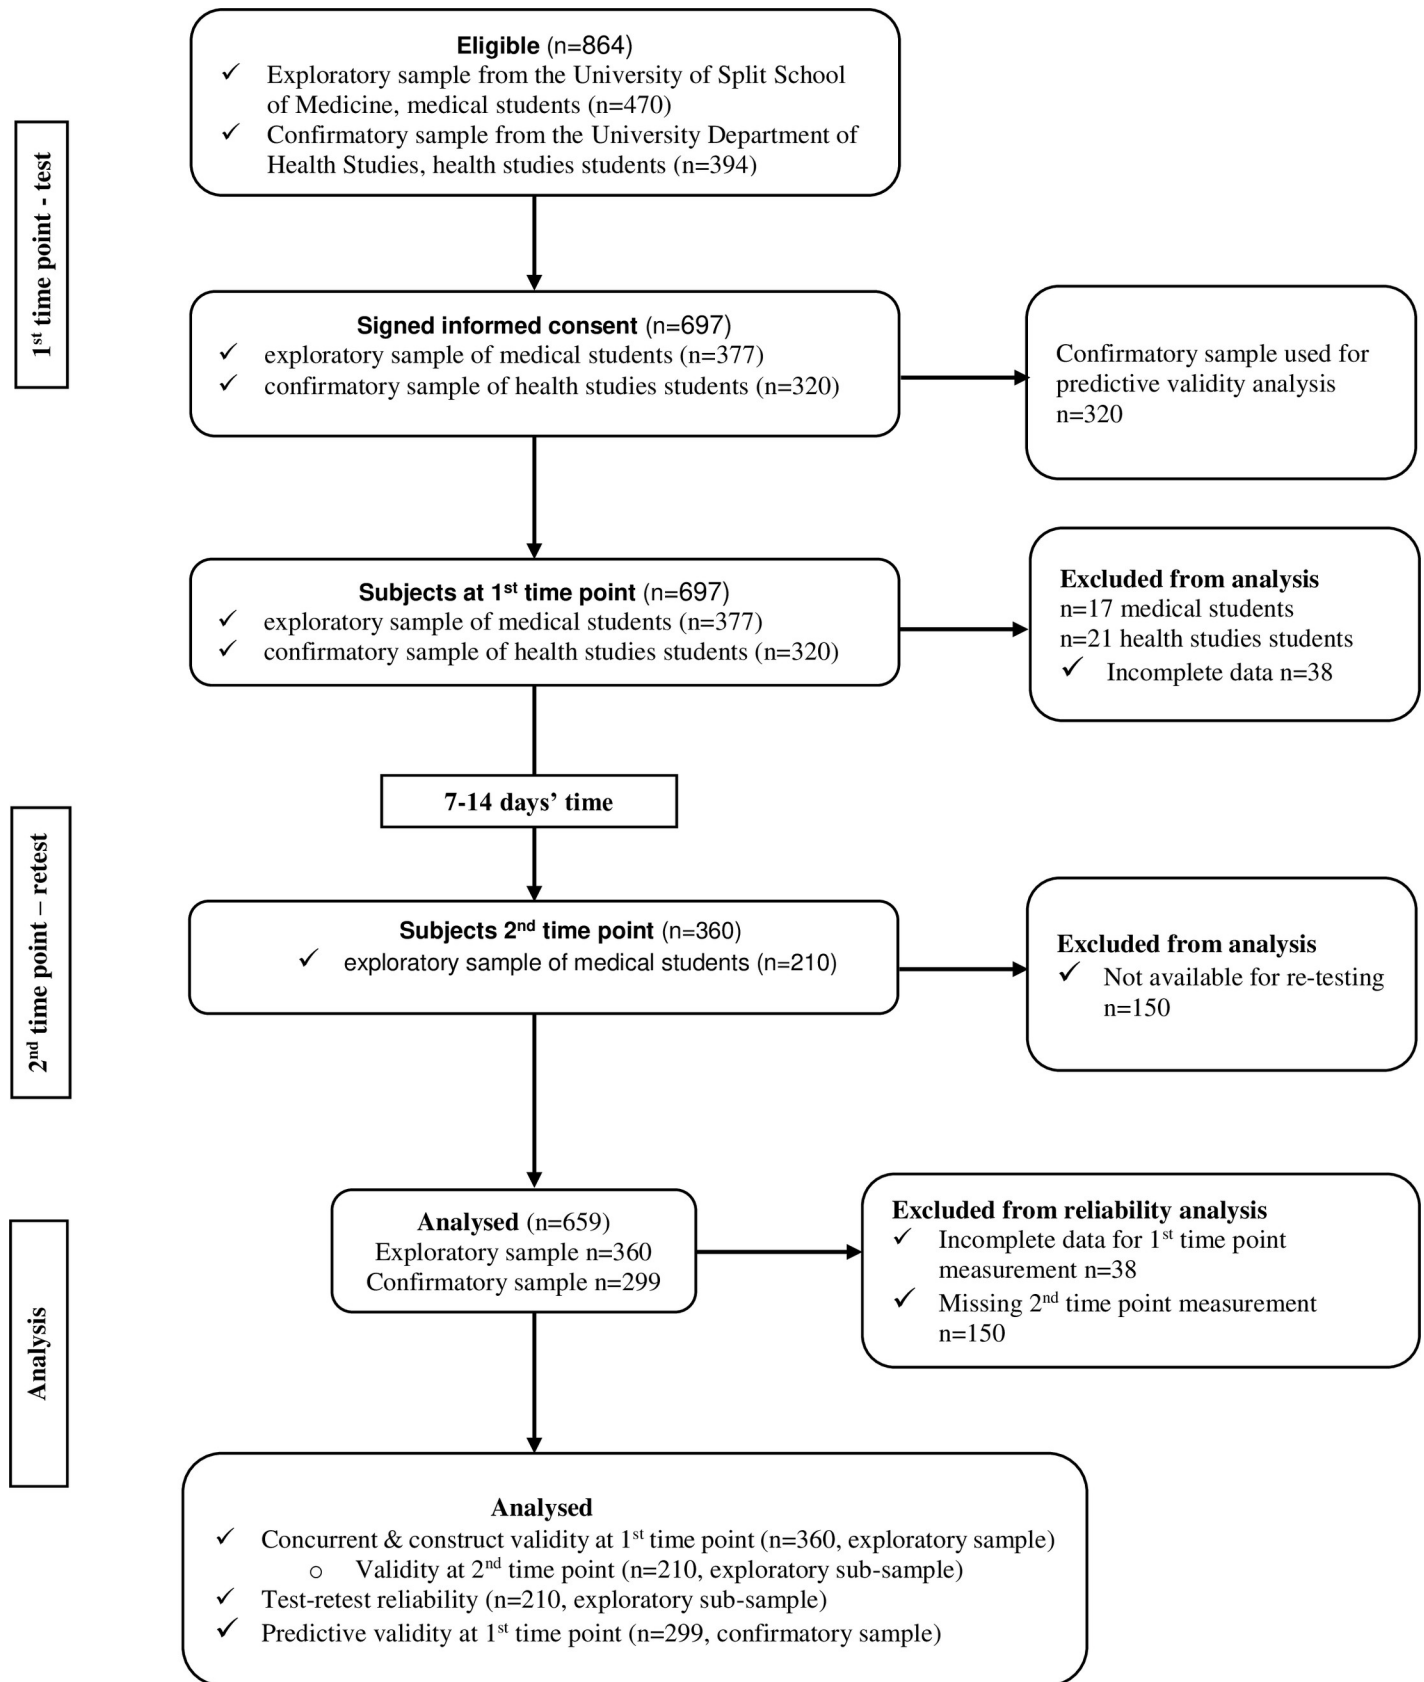 1st time point - test
Eligible (n=864)
✓ Exploratory sample from the University of Split School
of Medicine, medical students (n=470)
✓ Confirmatory sample from the University Department of
Health Studies, health studies students (n=394)
Signed informed consent (n=697)
✓ exploratory sample of medical students (n=377)
✓ confirmatory sample of health studies students (n=320)
Confirmatory sample used for
predictive validity analysis
n=320
Subjects at 1st time point (n=697)
✓ exploratory sample of medical students (n=377)
✓ confirmatory sample of health studies students (n=320)
Excluded from analysis
n=17 medical students
n=21 health studies students
✓ Incomplete data n=38
7-14 days’ time
2nd time point – retest
Subjects 2nd time point (n=360)
✓ exploratory sample of medical students (n=210)
Excluded from analysis
✓ Not available for re-testing
n=150
Analysis
Analysed (n=659)
Exploratory sample n=360
Confirmatory sample n=299
Excluded from reliability analysis
✓ Incomplete data for 1st time point
measurement n=38
✓ Missing 2nd time point measurement
n=150
Analysed
✓ Concurrent & construct validity at 1st time point (n=360, exploratory sample)
o Validity at 2nd time point (n=210, exploratory sub-sample)
✓ Test-retest reliability (n=210, exploratory sub-sample)
✓ Predictive validity at 1st time point (n=299, confirmatory sample)